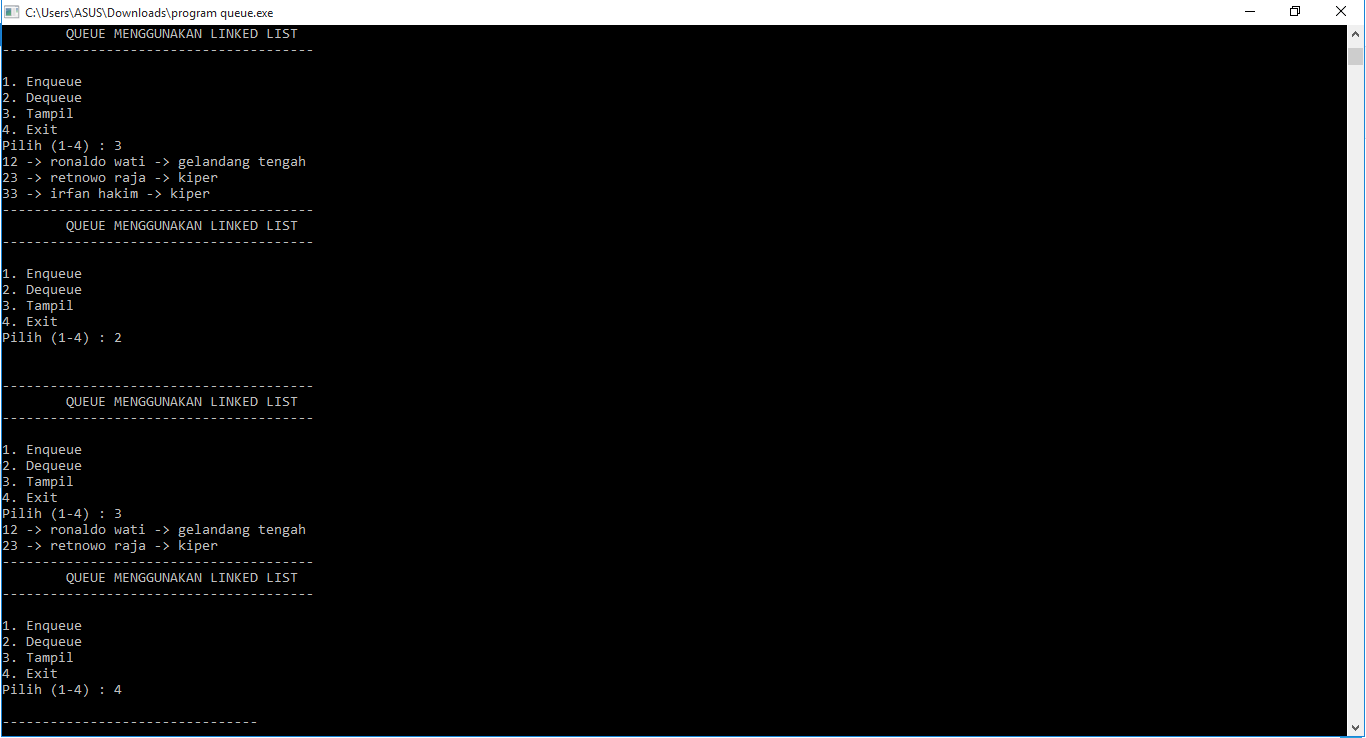 C:\Users\ASUS\Downloads\program queue.exe
QUEUE MENGGUNAKAN LINKED LIST
---------------------------------------
1. Enqueue
2. Dequeue
3. Tampil
4. Exit
Pilih (1-4) : 3
12 -> ronaldo wati -> gelandang tengah
23 -> retnowo raja -> kiper
33 -> irfan hakim -> kiper
---------------------------------------
QUEUE MENGGUNAKAN LINKED LIST
---------------------------------------
1. Enqueue
2. Dequeue
3. Tampil
4. Exit
Pilih (1-4) : 2
---------------------------------------
QUEUE MENGGUNAKAN LINKED LIST
---------------------------------------
1. Enqueue
2. Dequeue
3. Tampil
4. Exit
Pilih (1-4) : 3
12 -> ronaldo wati -> gelandang tengah
23 -> retnowo raja -> kiper
---------------------------------------
QUEUE MENGGUNAKAN LINKED LIST
---------------------------------------
1. Enqueue
2. Dequeue
3. Tampil
4. Exit
Pilih (1-4) : 4
--------------------------------